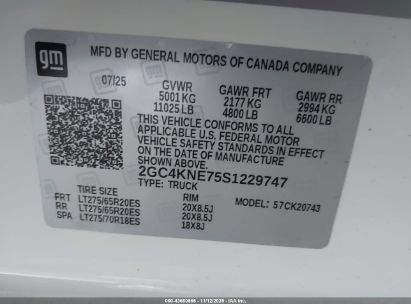 gm
MFD BY GENERAL MOTORS OF CANADA COMPANY
07/25 GVWR GAWR FRT GAWR RR
5001 KG 2177 KG 2994 KG
11025 LB 4800 LB 6600 LB
THIS VEHICLE CONFORMS TO ALL
APPLICABLE U.S. FEDERAL MOTOR
VEHICLE SAFETY STANDARDS IN EFFECT ON
THE DATE OF MANUFACTURE SHOWN ABOVE.
2GC4KNE75S1229747
TYPE: TRUCK
TIRE SIZE RIM MODEL: 57CK20743
FRT LT275/65R20ES 20X8.5J
RR LT275/65R20ES 20X8.5J
SPA LT275/70R18ES 18X8J